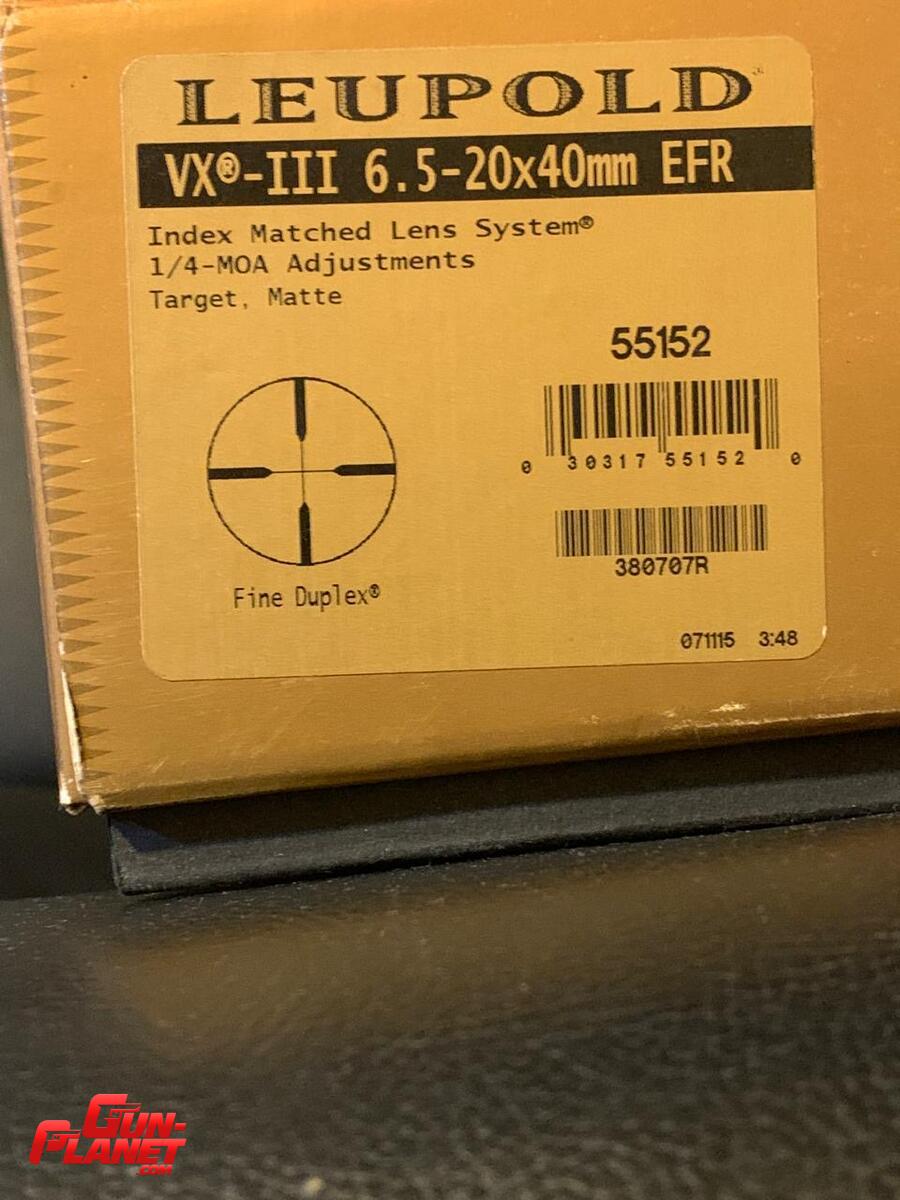 LEUPOLD®
VX®-III 6.5-20x40mm EFR
Index Matched Lens System®
1/4-MOA Adjustments
Target, Matte
55152
0 30317 55152 0
380707R
Fine Duplex®
071115 3:48
GUN-
PLANET
.COM